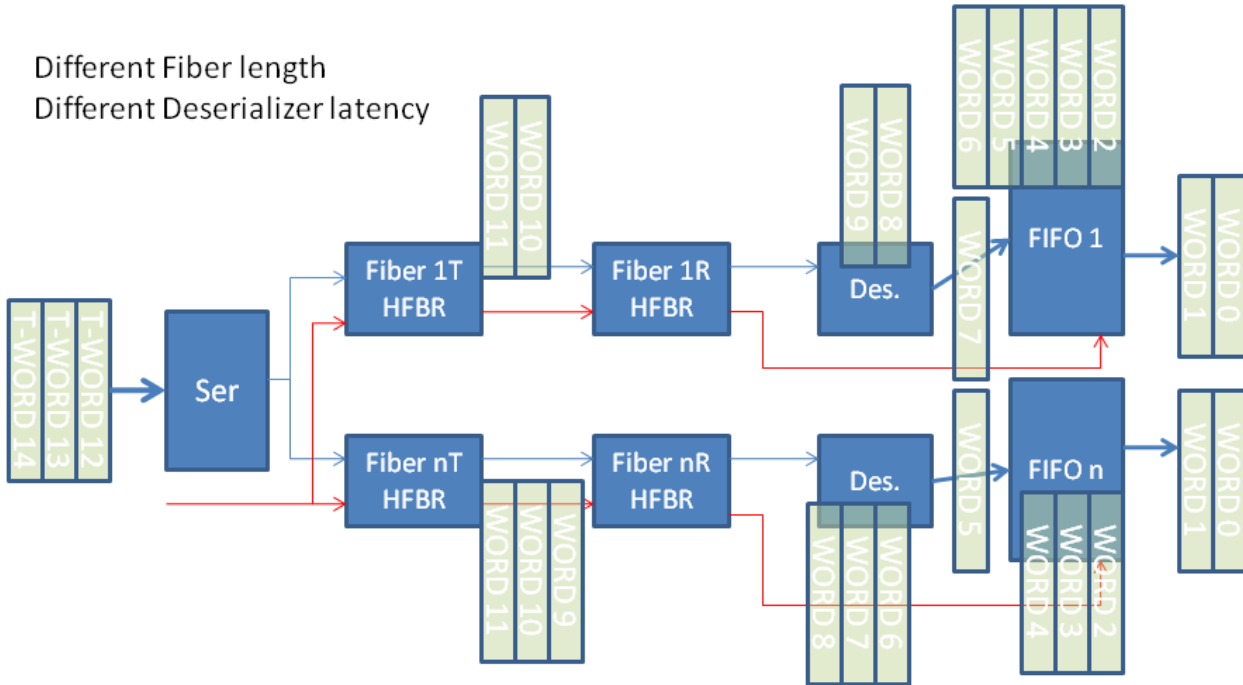 Different Fiber length
Different Deserializer latency
WORD 11
WORD 10
WORD 9
WORD 8
WORD 6
WORD 5
WORD 4
WORD 3
WORD 2
Fiber 1T
HFBR
Fiber 1R
HFBR
Des.
WORD 7
FIFO 1
WORD 1
WORD 0
T-WORD 14
T-WORD 13
T-WORD 12
Ser
Fiber nT
HFBR
Fiber nR
HFBR
Des.
WORD 5
FIFO n
WORD 1
WORD 0
WORD 11
WORD 10
WORD 9
WORD 8
WORD 7
WORD 6
WORD 4
WORD 3
WORD 2